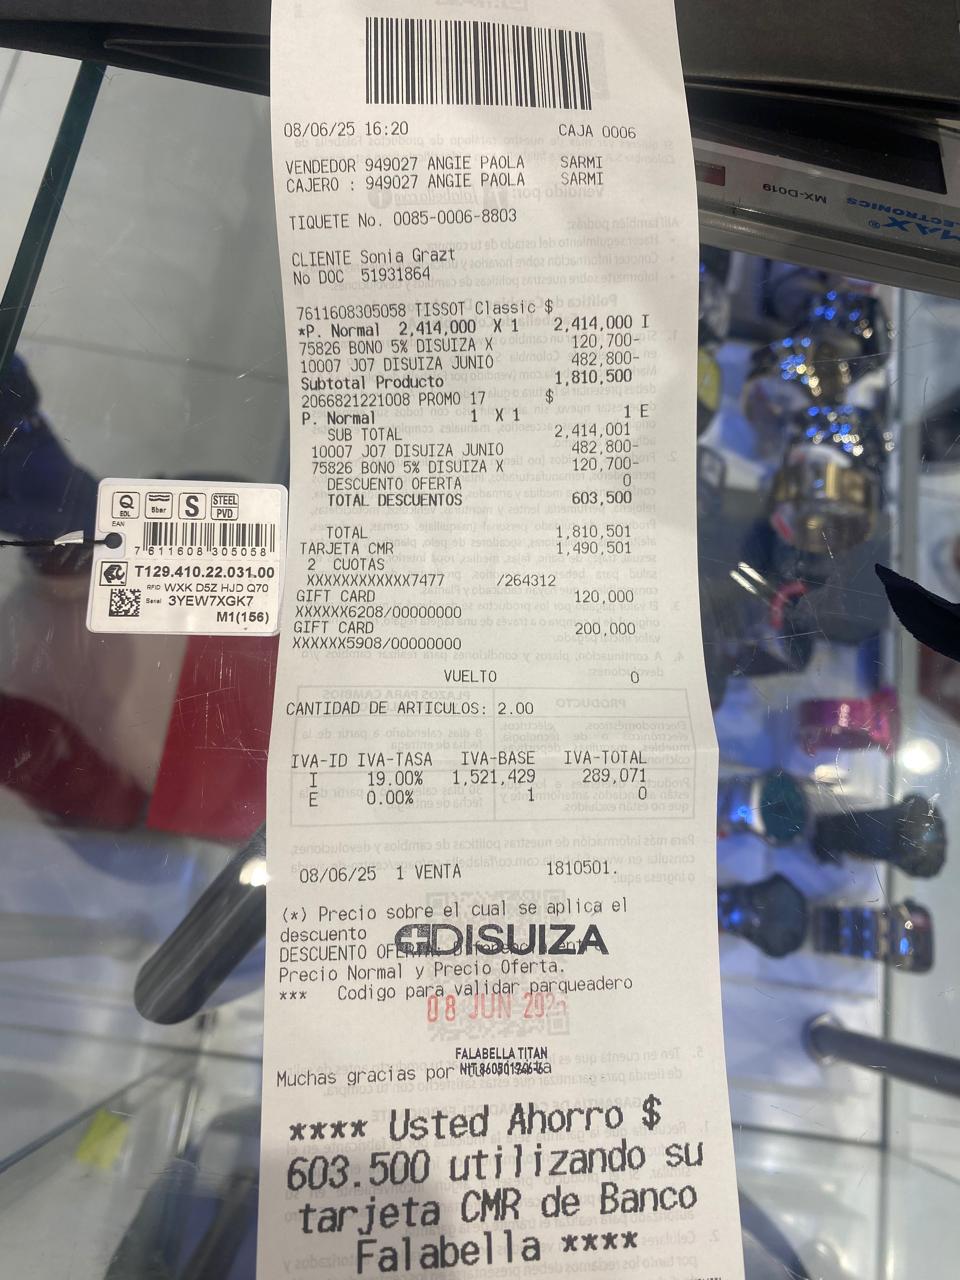 08/06/25 16:20 CAJA 0006
VENDEDOR 949027 ANGIE PAOLA SARMI
CAJERO : 949027 ANGIE PAOLA SARMI
TIQUETE No. 0085-0006-8803
CLIENTE Sonia Grazt
No DOC 51931864
7611608305058 TISSOT Classic $
*P. Normal 2,414,000 X 1 2,414,000 I
75826 BONO 5% DISUIZA X 120,700-
10007 J07 DISUIZA JUNIO 482,800-
Subtotal Producto 1,810,500
2066821221008 PROMO 17 $
P. Normal 1 X 1 1 E
SUB TOTAL 2,414,001
10007 J07 DISUIZA JUNIO 482,800-
75826 BONO 5% DISUIZA X 120,700-
DESCUENTO OFERTA 0
TOTAL DESCUENTOS 603,500
TOTAL 1,810,501
TARJETA CMR 1,490,501
2 CUOTAS
XXXXXXXXXXXX7477 /264312
GIFT CARD 120,000
XXXXXX6208/00000000
GIFT CARD 200,000
XXXXXX5908/00000000
VUELTO 0
CANTIDAD DE ARTICULOS: 2.00
IVA-ID IVA-TASA IVA-BASE IVA-TOTAL
I 19.00% 1,521,429 289,071
E 0.00% 1 0
08/06/25 1 VENTA 1810501.
(*) Precio sobre el cual se aplica el
descuento
DISUIZA
DESCUENTO
Precio Normal y Precio Oferta.
*** Codigo para validar parqueadero
08 JUN
FALABELLA TITAN
Muchas gracias por
**** Usted Ahorro $
603.500 utilizando su
tarjeta CMR de Banco
Falabella ****
Q
EOL
5bar
S
STEEL
PVD
EAN
7 611608 305058
T129.410.22.031.00
RFID WXK D5Z HJD Q70
Serial 3YEW7XGK7
M1(156)
MX-D019